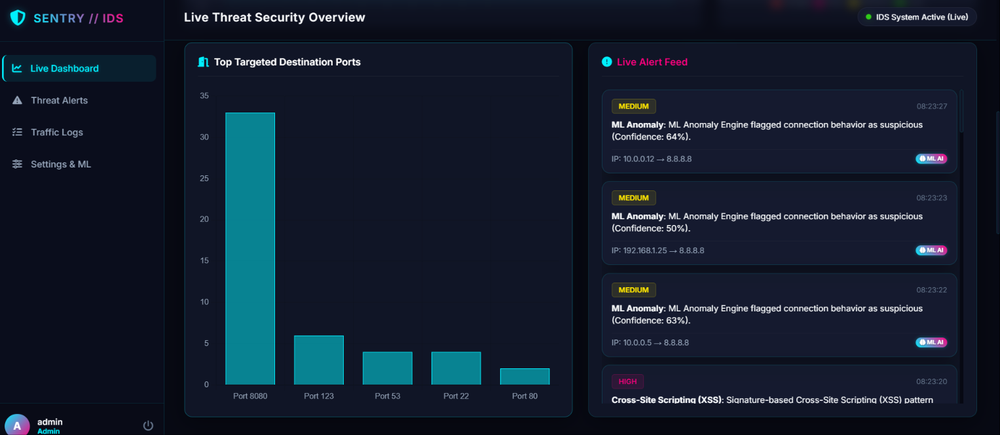 SENTRY // IDS
Live Dashboard
Threat Alerts
Traffic Logs
Settings & ML
A
admin
Admin
Live Threat Security Overview
IDS System Active (Live)
Top Targeted Destination Ports
35
30
25
20
15
10
5
0
Port 8080 Port 123 Port 53 Port 22 Port 80
Live Alert Feed
MEDIUM 08:23:27
ML Anomaly: ML Anomaly Engine flagged connection behavior as suspicious
(Confidence: 64%).
IP: 10.0.0.12 → 8.8.8.8 ML AI
MEDIUM 08:23:23
ML Anomaly: ML Anomaly Engine flagged connection behavior as suspicious
(Confidence: 50%).
IP: 192.168.1.25 → 8.8.8.8 ML AI
MEDIUM 08:23:22
ML Anomaly: ML Anomaly Engine flagged connection behavior as suspicious
(Confidence: 63%).
IP: 10.0.0.5 → 8.8.8.8 ML AI
HIGH 08:23:20
Cross-Site Scripting (XSS): Signature-based Cross-Site Scripting (XSS) pattern